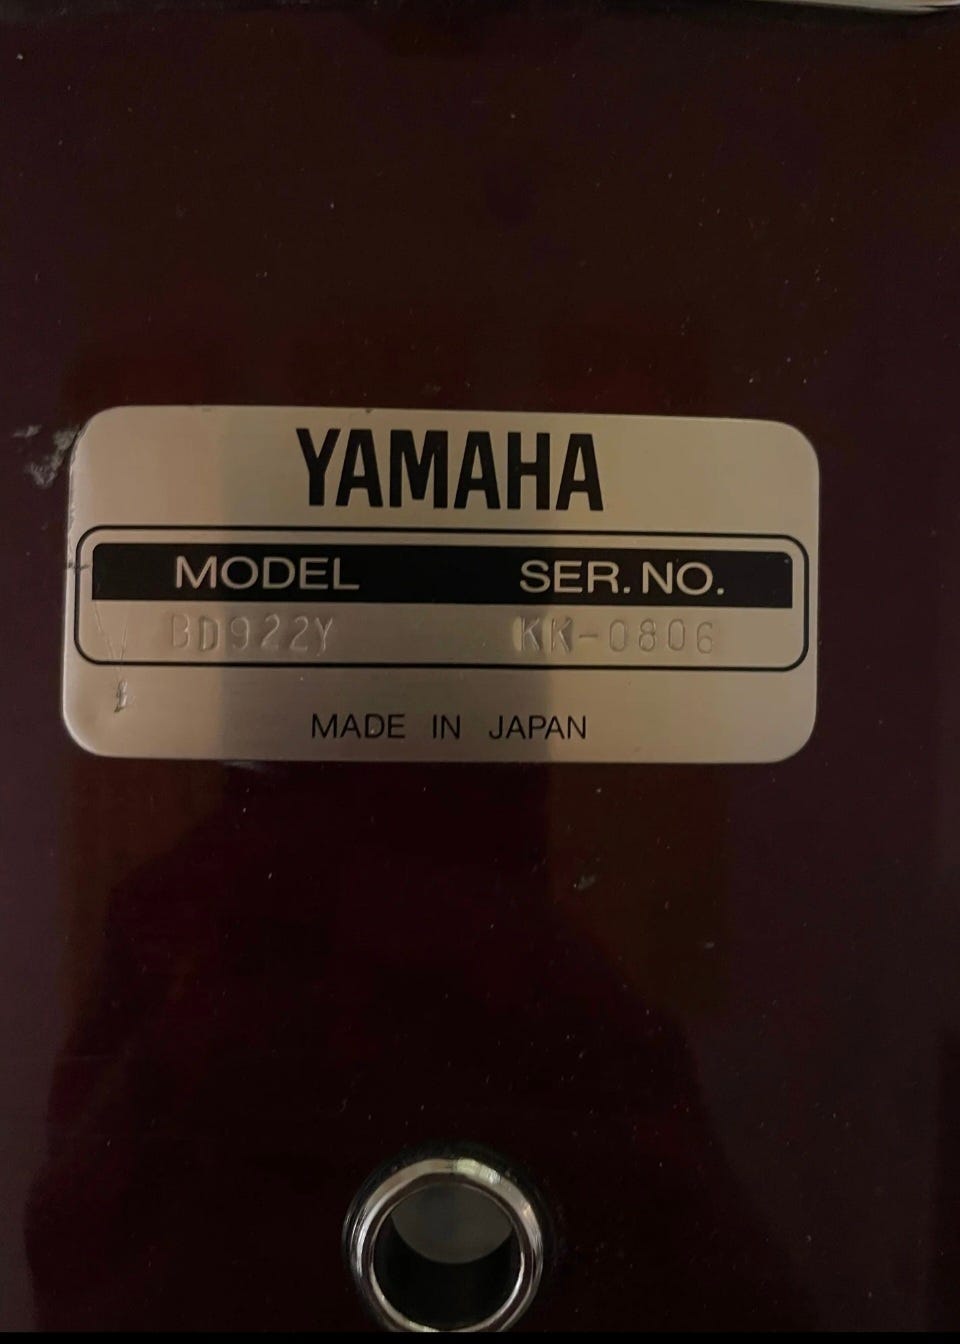 YAMAHA
MODEL SER. NO.
BD922Y KK-0806
MADE IN JAPAN